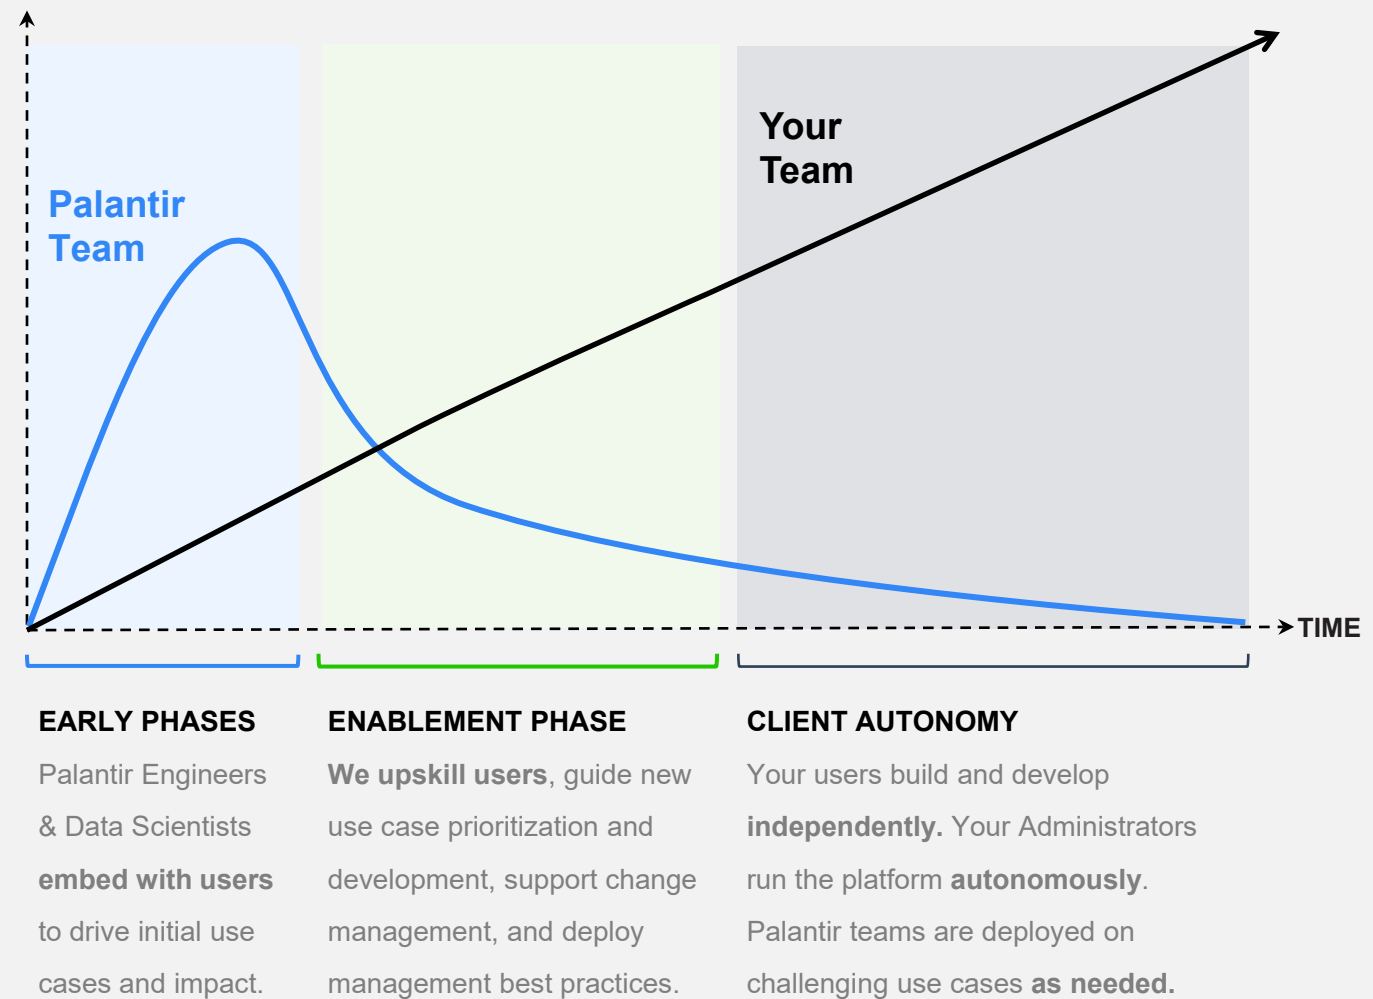 Your
Team
Palantir
Team
TIME
EARLY PHASES
Palantir Engineers
& Data Scientists
embed with users
to drive initial use
cases and impact.
ENABLEMENT PHASE
We upskill users, guide new
use case prioritization and
development, support change
management, and deploy
management best practices.
CLIENT AUTONOMY
Your users build and develop
independently. Your Administrators
run the platform autonomously.
Palantir teams are deployed on
challenging use cases as needed.